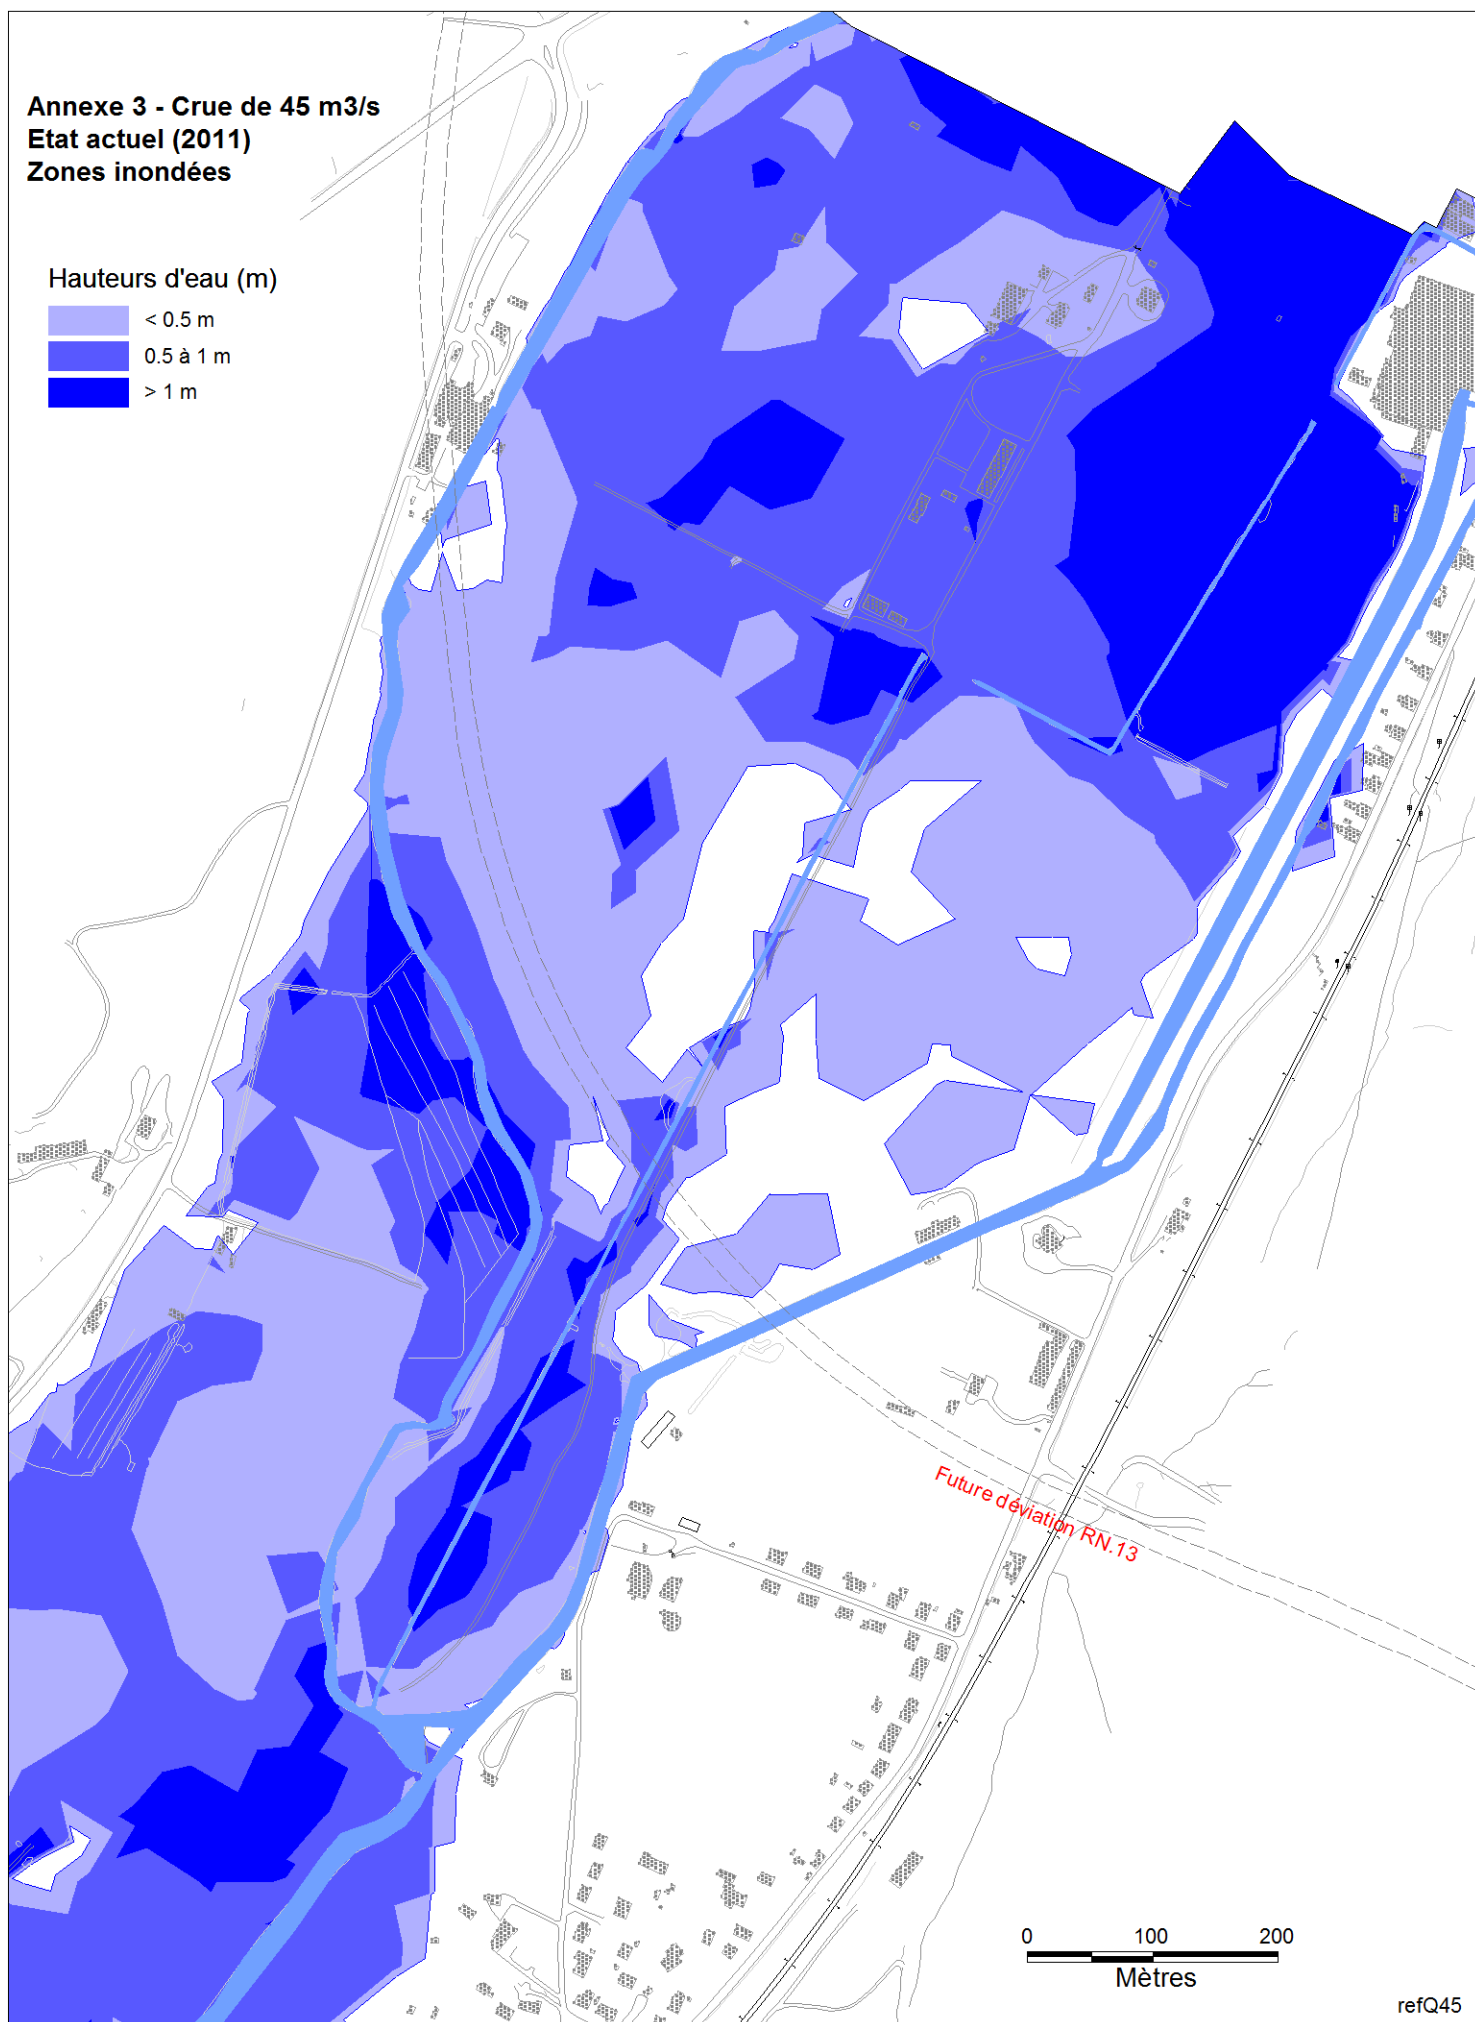 Annexe 3 - Crue de 45 m3/s
Etat actuel (2011)
Zones inondées
Hauteurs d'eau (m)
< 0.5 m
0.5 à 1 m
> 1 m
Future déviation RN.13
0 100 200
Mètres
refQ45